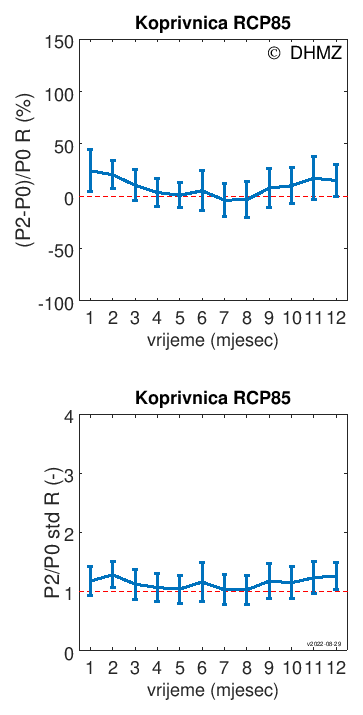 Koprivnica RCP85
© DHMZ
(P2-P0)/P0 R (%)
150
100
50
0
-50
-100
1 2 3 4 5 6 7 8 9 10 11 12
vrijeme (mjesec)
Koprivnica RCP85
P2/P0 std R (-)
4
3
2
1
0
v2022-08-29
1 2 3 4 5 6 7 8 9 10 11 12
vrijeme (mjesec)